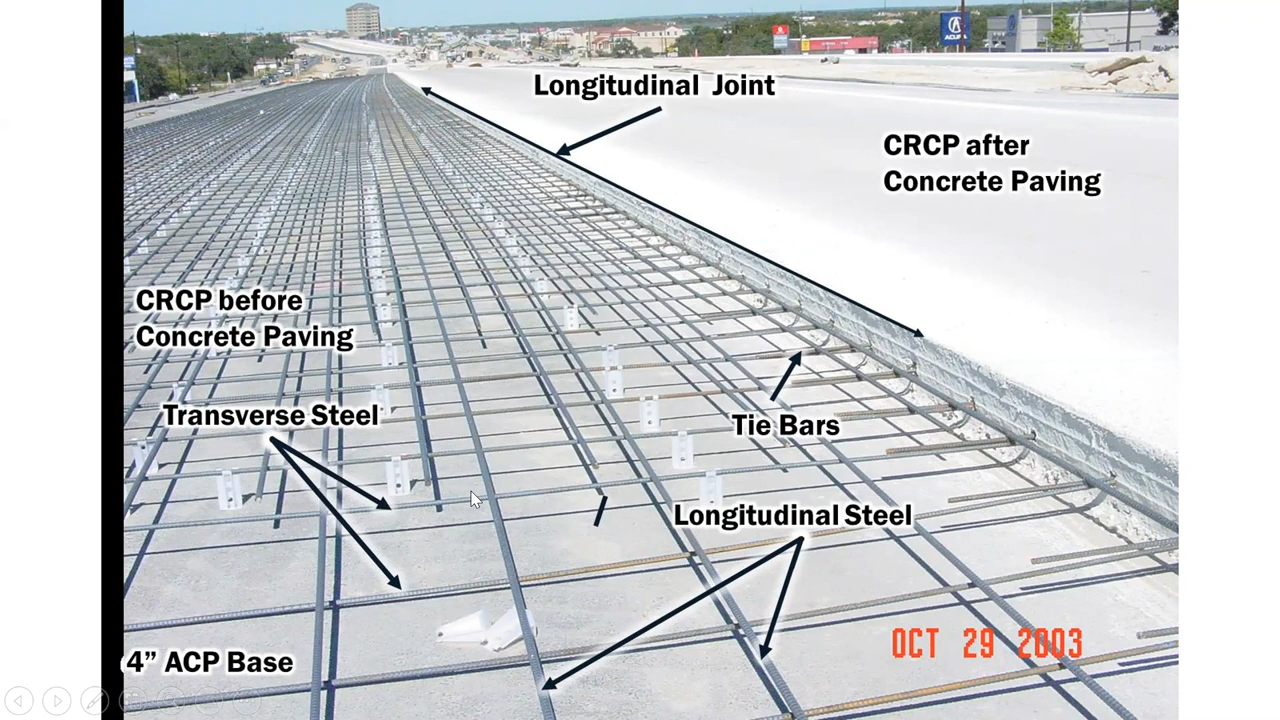 ACURA
Longitudinal Joint
CRCP after
Concrete Paving
CRCP before
Concrete Paving
Transverse Steel
Tie Bars
Longitudinal Steel
OCT 29 2003
4” ACP Base